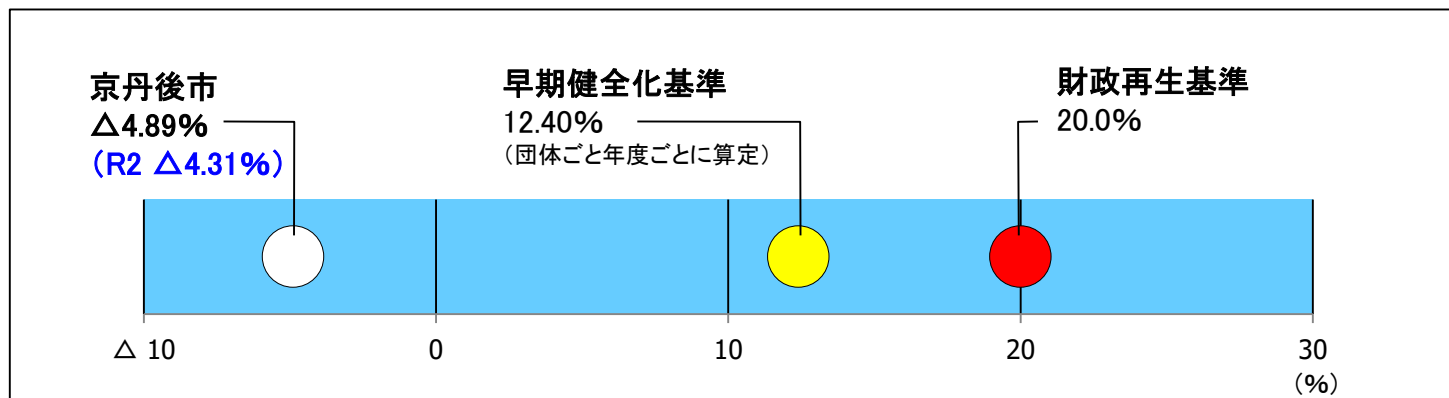 京丹後市
△4.89%
（R2 △4.31%）
早期健全化基準
12.40%
（団体ごと年度ごとに算定）
財政再生基準
20.0%
△ 10
0
10
20
30
（%）